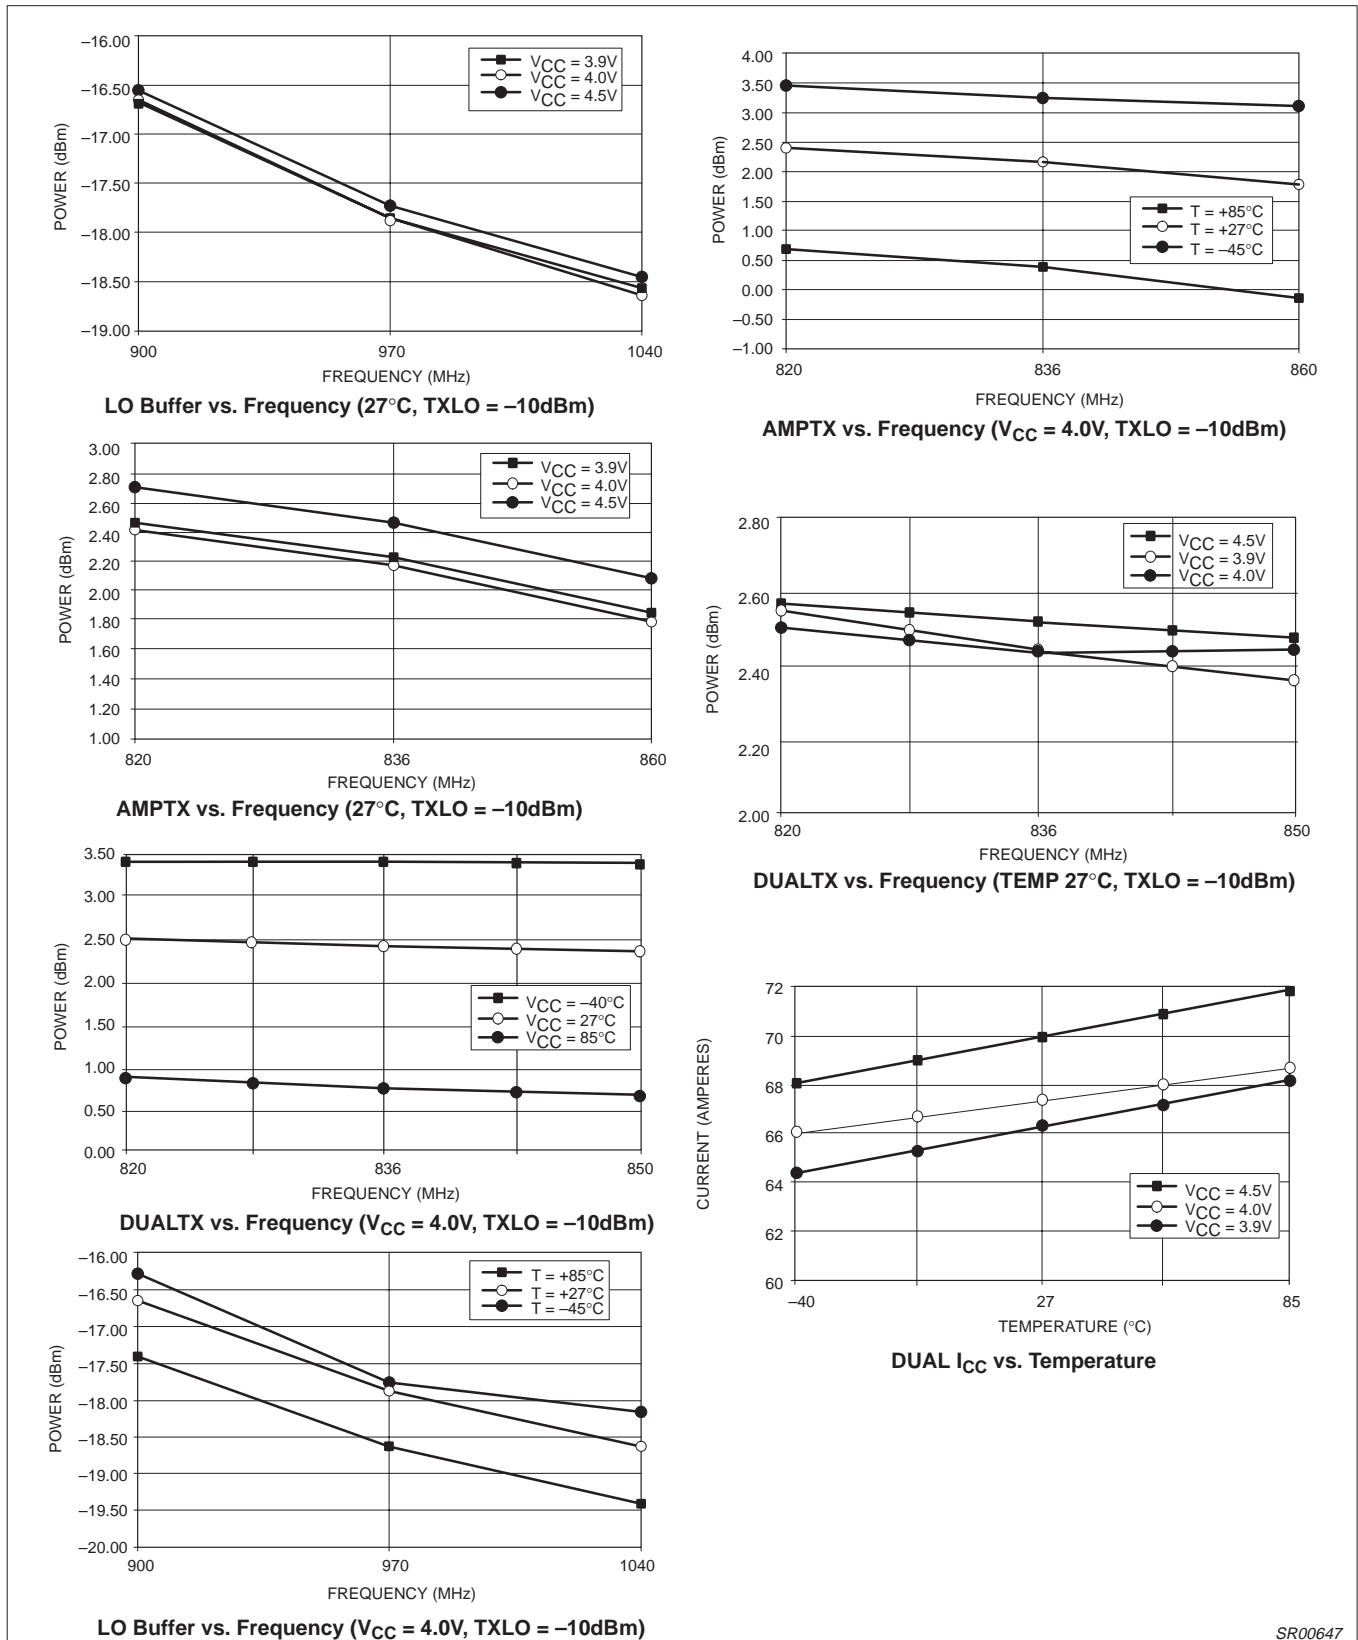 –16.00
–16.50
–17.00
–17.50
–18.00
–18.50
–19.00
POWER (dBm)
VCC = 3.9V
VCC = 4.0V
VCC = 4.5V
900
970
1040
FREQUENCY (MHz)
LO Buffer vs. Frequency (27°C, TXLO = –10dBm)
4.00
3.50
3.00
2.50
2.00
1.50
1.00
0.50
0.00
–0.50
–1.00
POWER (dBm)
T = +85°C
T = +27°C
T = –45°C
820
836
860
FREQUENCY (MHz)
AMPTX vs. Frequency (VCC = 4.0V, TXLO = –10dBm)
3.00
2.80
2.60
2.40
2.20
2.00
1.80
1.60
1.40
1.20
1.00
POWER (dBm)
VCC = 3.9V
VCC = 4.0V
VCC = 4.5V
820
836
860
FREQUENCY (MHz)
AMPTX vs. Frequency (27°C, TXLO = –10dBm)
2.80
2.60
2.40
2.20
2.00
POWER (dBm)
VCC = 4.5V
VCC = 3.9V
VCC = 4.0V
820
836
850
FREQUENCY (MHz)
DUALTX vs. Frequency (TEMP 27°C, TXLO = –10dBm)
3.50
3.00
2.50
2.00
1.50
1.00
0.50
0.00
POWER (dBm)
VCC = –40°C
VCC = 27°C
VCC = 85°C
820
836
850
FREQUENCY (MHz)
DUALTX vs. Frequency (VCC = 4.0V, TXLO = –10dBm)
72
70
68
66
64
62
60
CURRENT (AMPERES)
VCC = 4.5V
VCC = 4.0V
VCC = 3.9V
–40
27
85
TEMPERATURE (°C)
DUAL ICC vs. Temperature
–16.00
–16.50
–17.00
–17.50
–18.00
–18.50
–19.00
–19.50
–20.00
POWER (dBm)
T = +85°C
T = +27°C
T = –45°C
900
970
1040
FREQUENCY (MHz)
LO Buffer vs. Frequency (VCC = 4.0V, TXLO = –10dBm)
SR00647